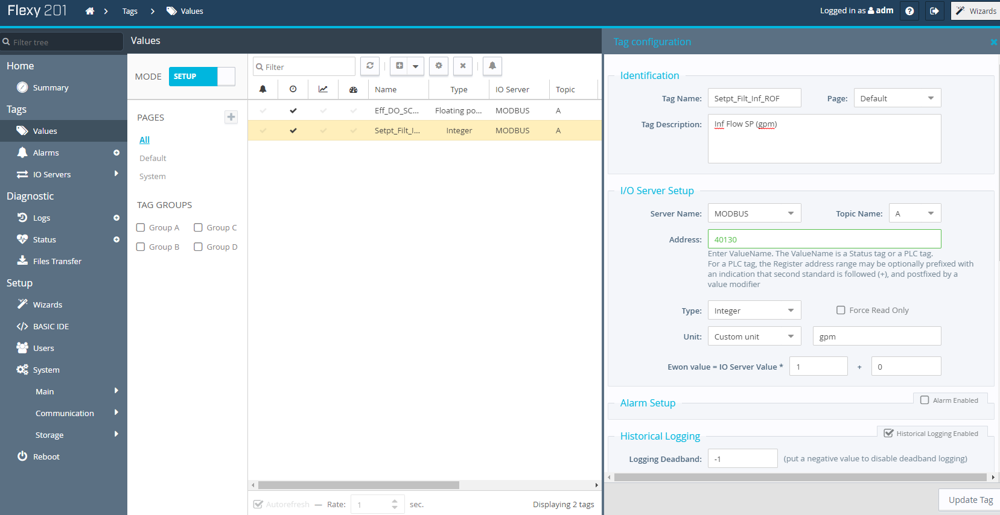 Flexy 201
Tags
Values
Logged in as adm
Wizards
Filter tree
Values
Tag configuration
Home
Summary
Tags
Values
Alarms
IO Servers
Diagnostic
Logs
Status
Files Transfer
Setup
Wizards
BASIC IDE
Users
System
Main
Communication
Storage
Reboot
MODE SETUP
PAGES
All
Default
System
TAG GROUPS
Group A Group C
Group B Group D
Filter
Name Type IO Server Topic
Eff_DO_SC... Floating po... MODBUS A
Setpt_Filt_I... Integer MODBUS A
Autorefresh — Rate: 1 sec. Displaying 2 tags
Identification
Tag Name: Setpt_Filt_Inf_ROF Page: Default
Tag Description: Inf Flow SP (gpm)
I/O Server Setup
Server Name: MODBUS Topic Name: A
Address: 40130
Enter ValueName. The ValueName is a Status tag or a PLC tag.
For a PLC tag, the Register address range may be optionally prefixed with
an indication that second standard is followed (+), and postfixed by a
value modifier
Type: Integer Force Read Only
Unit: Custom unit gpm
Ewon value = IO Server Value * 1 + 0
Alarm Setup Alarm Enabled
Historical Logging Historical Logging Enabled
Logging Deadband: -1 (put a negative value to disable deadband logging)
Update Tag